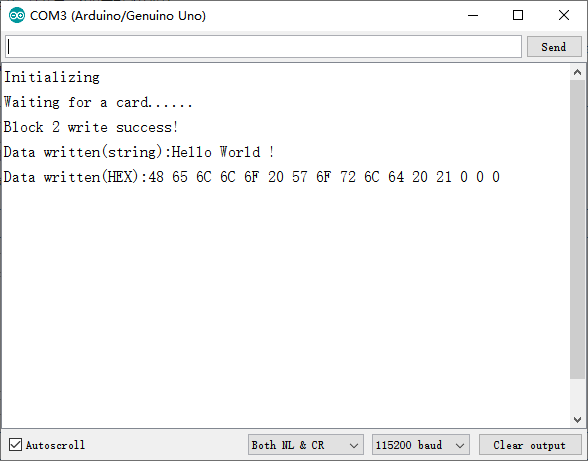 COM3 (Arduino/Genuino Uno)
Send
Initializing
Waiting for a card......
Block 2 write success!
Data written(string):Hello World !
Data written(HEX):48 65 6C 6C 6F 20 57 6F 72 6C 64 20 21 0 0 0
Autoscroll
Both NL & CR
115200 baud
Clear output